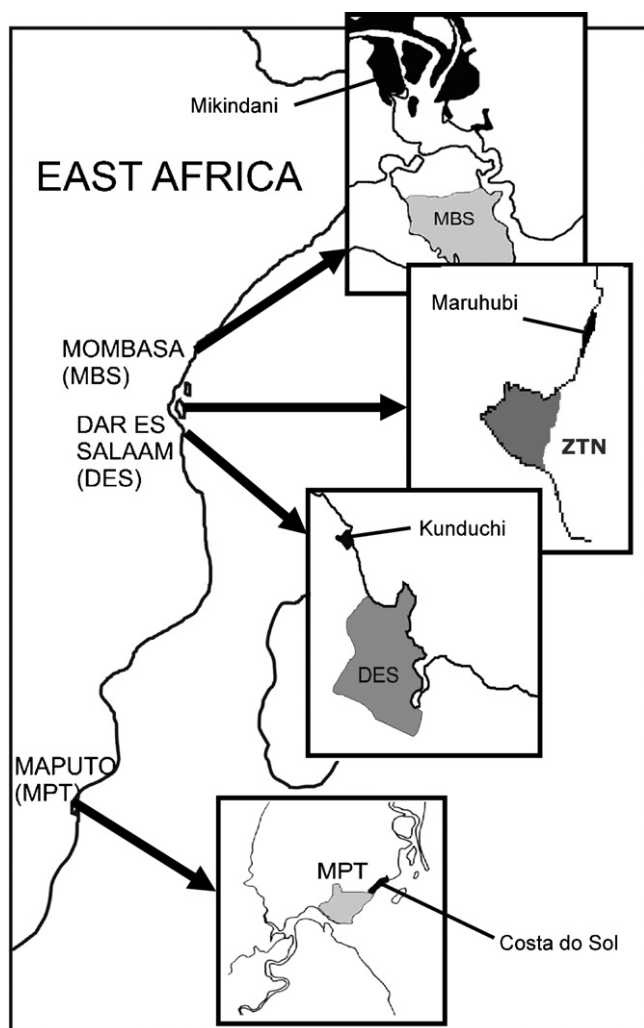 Mikindani
EAST AFRICA
MBS
Maruhubi
MOMBASA
(MBS)
DAR ES
SALAAM
(DES)
ZTN
Kunduchi
DES
MAPUTO
(MPT)
MPT
Costa do Sol